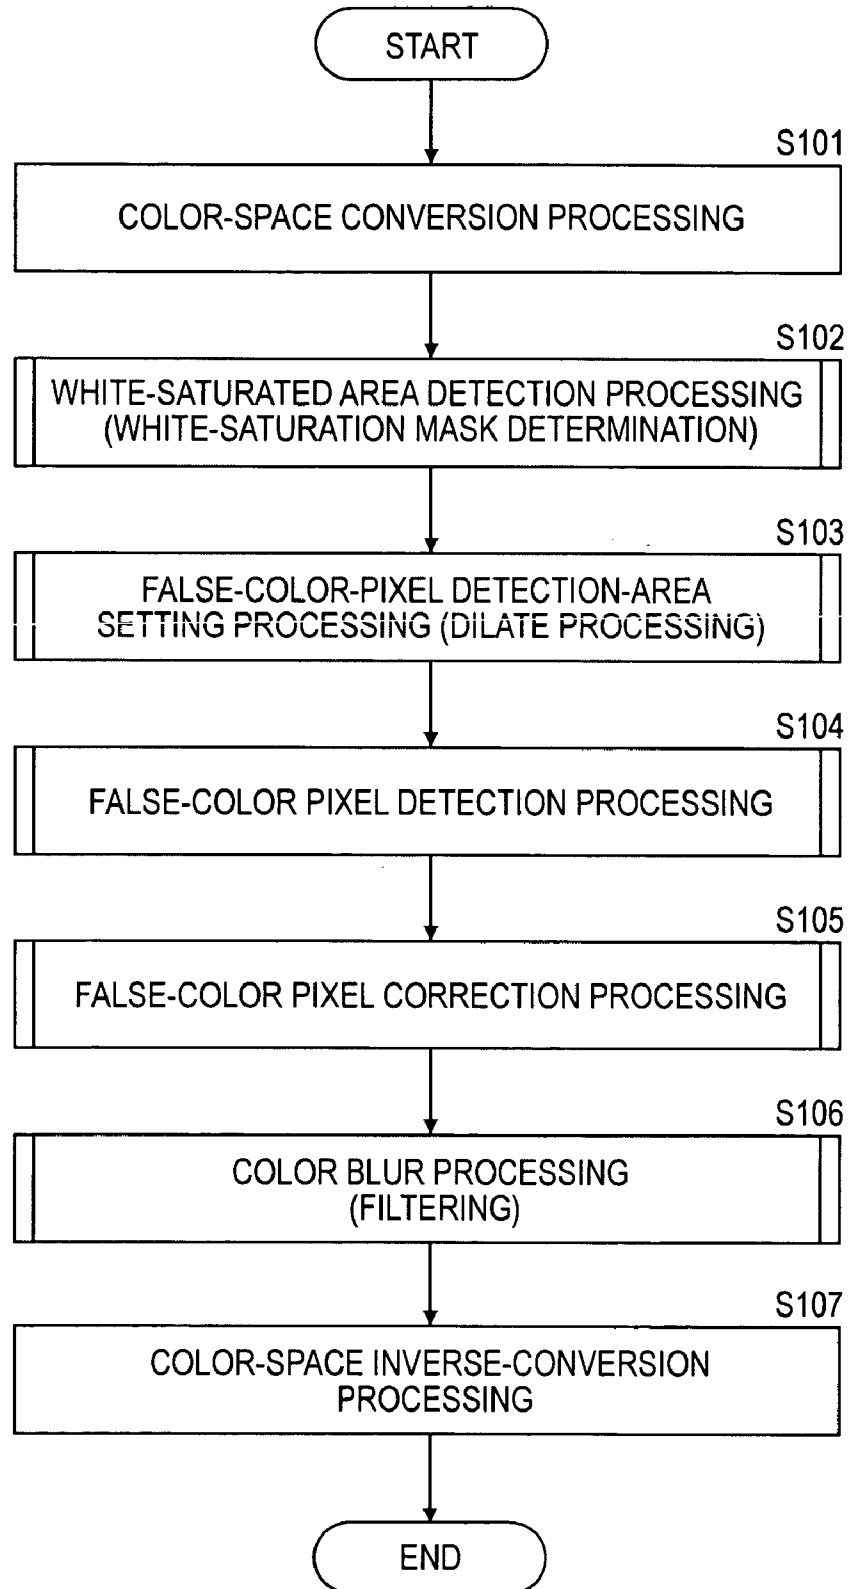 START
S101
COLOR-SPACE CONVERSION PROCESSING
S102
WHITE-SATURATED AREA DETECTION PROCESSING
(WHITE-SATURATION MASK DETERMINATION)
S103
FALSE-COLOR-PIXEL DETECTION-AREA
SETTING PROCESSING (DILATE PROCESSING)
S104
FALSE-COLOR PIXEL DETECTION PROCESSING
S105
FALSE-COLOR PIXEL CORRECTION PROCESSING
S106
COLOR BLUR PROCESSING
(FILTERING)
S107
COLOR-SPACE INVERSE-CONVERSION
PROCESSING
END